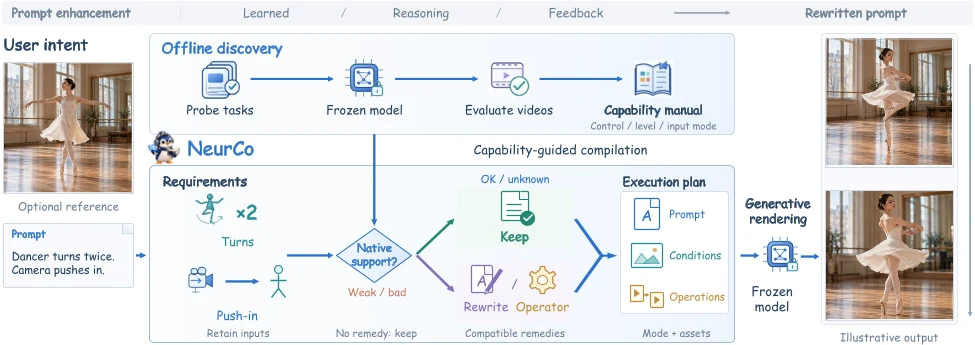 Prompt enhancement
Learned / Reasoning / Feedback
Rewritten prompt
User intent
Optional reference
Prompt
Dancer turns twice.
Camera pushes in.
Offline discovery
Probe tasks
Frozen model
Evaluate videos
Capability manual
Control / level / input mode
NeurCo
Capability-guided compilation
Requirements
×2
Turns
Push-in
Retain inputs
Native
support?
Weak / bad
No remedy: keep
OK / unknown
Keep
A
Rewrite / Operator
Compatible remedies
Execution plan
A
Prompt
Conditions
Operations
Mode + assets
Generative
rendering
Frozen
model
Illustrative output